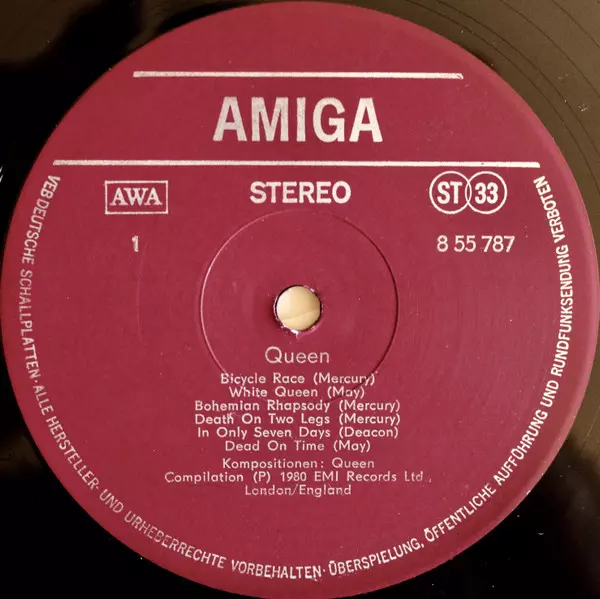 AMIGA
AWA
STEREO
ST 33
1
8 55 787
Queen
Bicycle Race (Mercury)
White Queen (May)
Bohemian Rhapsody (Mercury)
Death On Two Legs (Mercury)
In Only Seven Days (Deacon)
Dead On Time (May)
Kompositionen: Queen
Compilation (P) 1980 EMI Records Ltd.,
London/England
VEB DEUTSCHE SCHALLPLATTEN · ALLE HERSTELLER- UND URHEBERRECHTE VORBEHALTEN · ÜBERSPIELUNG, ÖFFENTLICHE AUFFÜHRUNG UND RUNDFUNKSENDUNG VERBOTEN